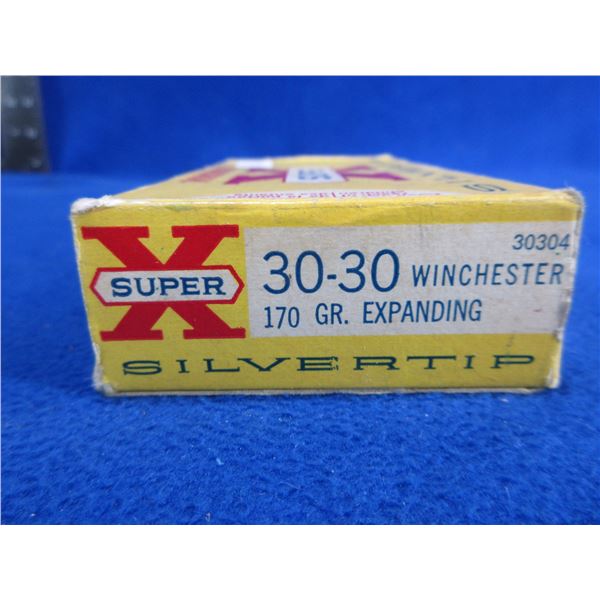 X
SUPER
30304
30-30 WINCHESTER
170 GR. EXPANDING
SILVERTIP